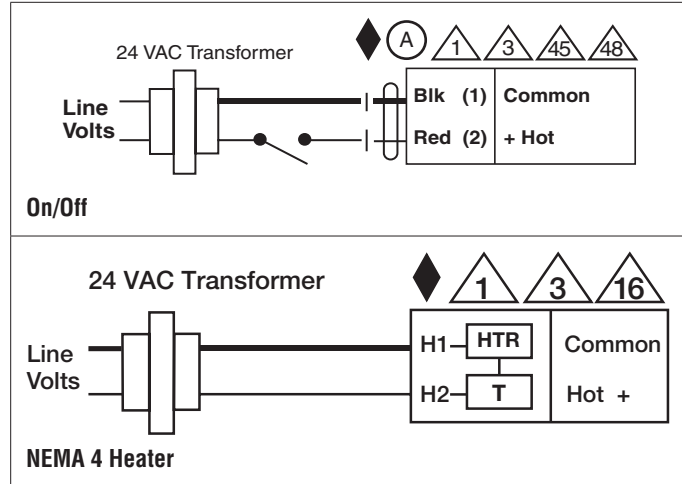 24 VAC Transformer
A 1 3 45 48
Line
Volts
Blk (1) Common
Red (2) + Hot
On/Off
24 VAC Transformer
1 3 16
Line
Volts
H1 HTR Common
H2 T Hot +
NEMA 4 Heater